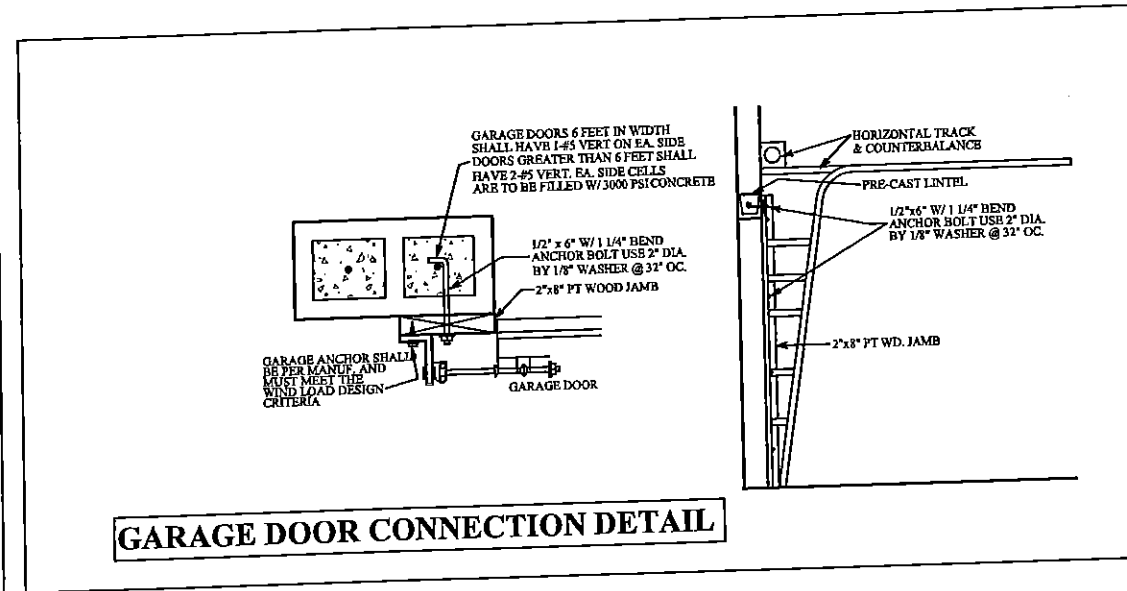 GARAGE DOORS 6 FEET IN WIDTH
SHALL HAVE 1-#5 VERT ON EA. SIDE
DOORS GREATER THAN 6 FEET SHALL
HAVE 2-#5 VERT. EA. SIDE CELLS
ARE TO BE FILLED W/ 3000 PSI CONCRETE
1/2" x 6" W/ 1 1/4" BEND
ANCHOR BOLT USE 2" DIA.
BY 1/8" WASHER @ 32" OC.
2"x8" PT WOOD JAMB
GARAGE ANCHOR SHALL
BE PER MANUF. AND
MUST MEET THE
WIND LOAD DESIGN
CRITERIA
GARAGE DOOR
HORIZONTAL TRACK
& COUNTERBALANCE
PRE-CAST LINTEL
1/2"x6" W/ 1 1/4" BEND
ANCHOR BOLT USE 2" DIA.
BY 1/8" WASHER @ 32" OC.
2"x8" PT WD. JAMB
GARAGE DOOR CONNECTION DETAIL